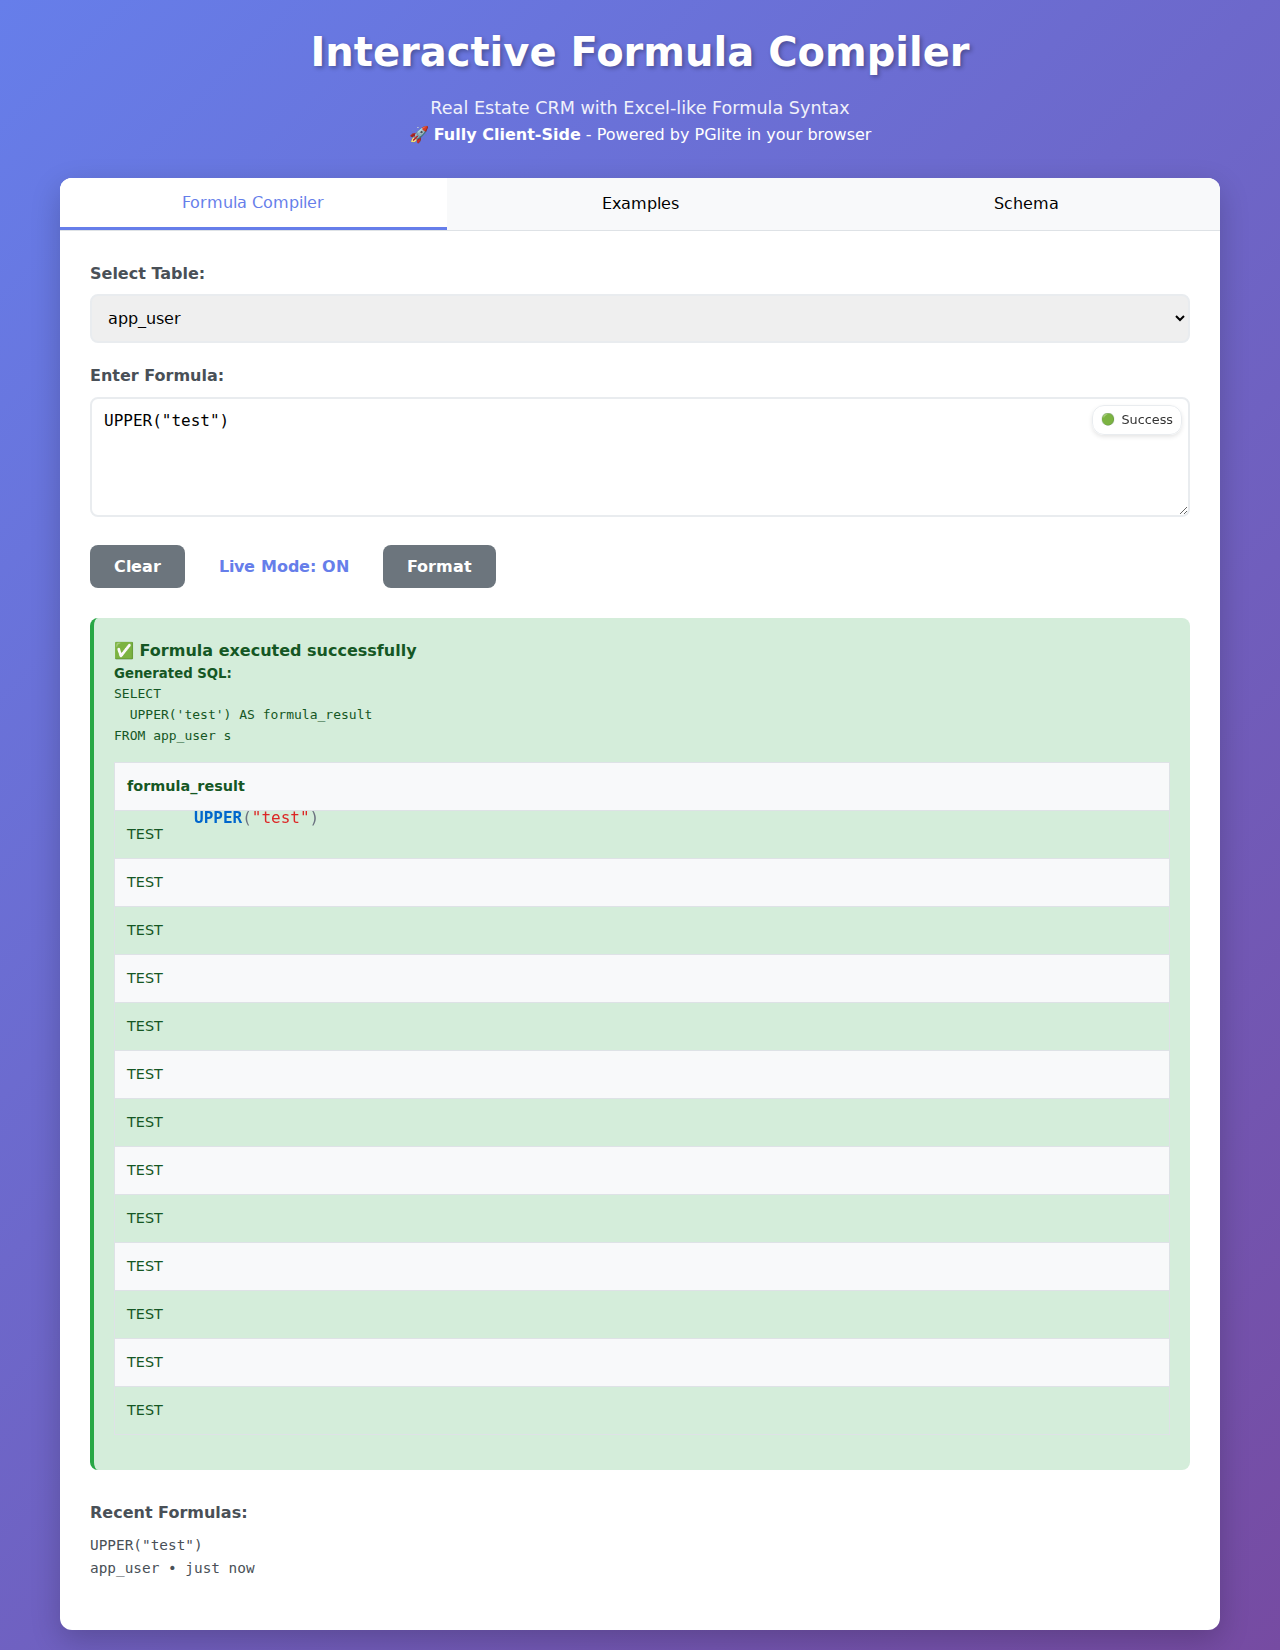 Interactive Formula Compiler
Real Estate CRM with Excel-like Formula Syntax
🚀 Fully Client-Side - Powered by PGlite in your browser
Formula Compiler
Examples
Schema
Select Table:
app_user
Enter Formula:
UPPER("test")
Success
Clear
Live Mode: ON
Format
✅ Formula executed successfully
Generated SQL:
SELECT
  UPPER('test') AS formula_result
FROM app_user s
formula_result
UPPER("test")
TEST
TEST
TEST
TEST
TEST
TEST
TEST
TEST
TEST
TEST
TEST
TEST
TEST
Recent Formulas:
UPPER("test")
app_user • just now